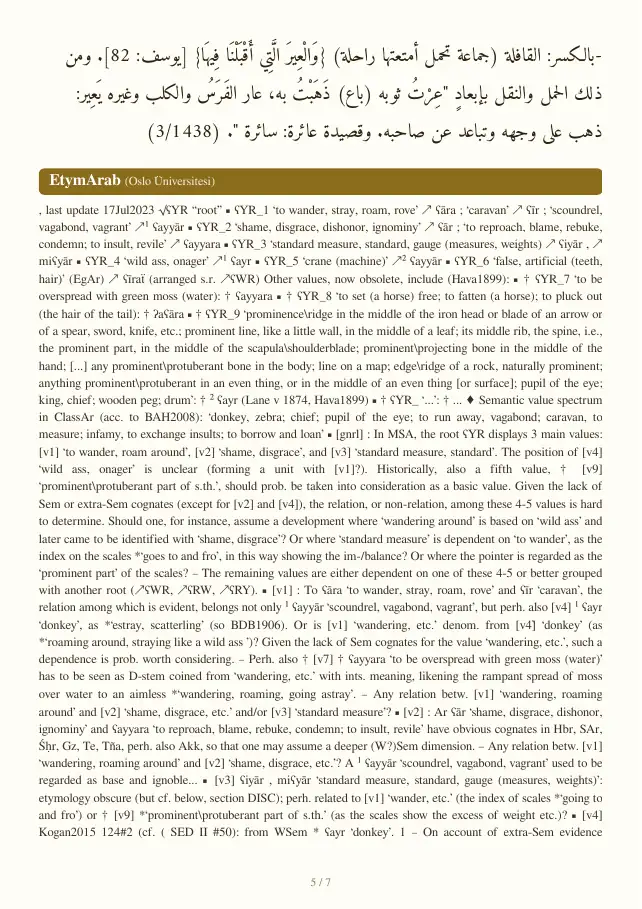 -بالكسر: القافلة (جماعة تحمل أمتعتها راحلة) {وَالْعِيرَ الَّتِي أَقْبَلْنَا فِيهَا} [يوسف: 82]. ومن
ذلك الحمل والنقل بإبعادٍ "عِرْتُ ثوبه (باع) ذَهَبْتُ به، عار الفَرَسُ والكلب وغيره يَعِير:
ذهب على وجهه وتباعد عن صاحبه. وقصيدة عائرة: سائرة ". (3/1438)
EtymArab (Oslo Üniversitesi)
, last update 17Jul2023 √ʕYR “root” ▪ ʕYR_1 ‘to wander, stray, roam, rove’ ↗ ʕāra ; ‘caravan’ ↗ ʕīr ; ‘scoundrel,
vagabond, vagrant’ ↗¹ ʕayyār ▪ ʕYR_2 ‘shame, disgrace, dishonor, ignominy’ ↗ ʕār ; ‘to reproach, blame, rebuke,
condemn; to insult, revile’ ↗ ʕayyara ▪ ʕYR_3 ‘standard measure, standard, gauge (measures, weights) ↗ ʕiyār , ↗
miʕyār ▪ ʕYR_4 ‘wild ass, onager’ ↗¹ ʕayr ▪ ʕYR_5 ‘crane (machine)’ ↗² ʕayyār ▪ ʕYR_6 ‘false, artificial (teeth,
hair)’ (EgAr) ↗ ʕīraẗ (arranged s.r. ↗ʕWR) Other values, now obsolete, include (Hava1899): ▪ † ʕYR_7 ‘to be
overspread with green moss (water): † ʕayyara ▪ † ʕYR_8 ‘to set (a horse) free; to fatten (a horse); to pluck out
(the hair of the tail): † ʔaʕāra ▪ † ʕYR_9 ‘prominence\ridge in the middle of the iron head or blade of an arrow or
of a spear, sword, knife, etc.; prominent line, like a little wall, in the middle of a leaf; its middle rib, the spine, i.e.,
the prominent part, in the middle of the scapula\shoulderblade; prominent\projecting bone in the middle of the
hand; [...] any prominent\protuberant bone in the body; line on a map; edge\ridge of a rock, naturally prominent;
anything prominent\protuberant in an even thing, or in the middle of an even thing [or surface]; pupil of the eye;
king, chief; wooden peg; drum’: † ² ʕayr (Lane v 1874, Hava1899) ▪ † ʕYR_ ‘...’: † ... ♦ Semantic value spectrum
in ClassAr (acc. to BAH2008): ‘donkey, zebra; chief; pupil of the eye; to run away, vagabond; caravan, to
measure; infamy, to exchange insults; to borrow and loan’ ▪ [gnrl] : In MSA, the root ʕYR displays 3 main values:
[v1] ‘to wander, roam around’, [v2] ‘shame, disgrace’, and [v3] ‘standard measure, standard’. The position of [v4]
‘wild ass, onager’ is unclear (forming a unit with [v1]?). Historically, also a fifth value, † [v9]
‘prominent\protuberant part of s.th.’, should prob. be taken into consideration as a basic value. Given the lack of
Sem or extra-Sem cognates (except for [v2] and [v4]), the relation, or non-relation, among these 4-5 values is hard
to determine. Should one, for instance, assume a development where ‘wandering around’ is based on ‘wild ass’ and
later came to be identified with ‘shame, disgrace’? Or where ‘standard measure’ is dependent on ‘to wander’, as the
index on the scales *‘goes to and fro’, in this way showing the im-/balance? Or where the pointer is regarded as the
‘prominent part’ of the scales? – The remaining values are either dependent on one of these 4-5 or better grouped
with another root (↗ʕWR, ↗ʕRW, ↗ʕRY). ▪ [v1] : To ʕāra ‘to wander, stray, roam, rove’ and ʕīr ‘caravan’, the
relation among which is evident, belongs not only ¹ ʕayyār ‘scoundrel, vagabond, vagrant’, but perh. also [v4] ¹ ʕayr
‘donkey’, as *‘estray, scatterling’ (so BDB1906). Or is [v1] ‘wandering, etc.’ denom. from [v4] ‘donkey’ (as
*‘roaming around, straying like a wild ass ’)? Given the lack of Sem cognates for the value ‘wandering, etc.’, such a
dependence is prob. worth considering. – Perh. also † [v7] † ʕayyara ‘to be overspread with green moss (water)’
has to be seen as D-stem coined from ‘wandering, etc.’ with ints. meaning, likening the rampant spread of moss
over water to an aimless *‘wandering, roaming, going astray’. – Any relation betw. [v1] ‘wandering, roaming
around’ and [v2] ‘shame, disgrace, etc.’ and/or [v3] ‘standard measure’? ▪ [v2] : Ar ʕār ‘shame, disgrace, dishonor,
ignominy’ and ʕayyara ‘to reproach, blame, rebuke, condemn; to insult, revile’ have obvious cognates in Hbr, SAr,
Śḥr, Gz, Te, Tña, perh. also Akk, so that one may assume a deeper (W?)Sem dimension. – Any relation betw. [v1]
‘wandering, roaming around’ and [v2] ‘shame, disgrace, etc.’? A ¹ ʕayyār ‘scoundrel, vagabond, vagrant’ used to be
regarded as base and ignoble... ▪ [v3] ʕiyār , miʕyār ‘standard measure, standard, gauge (measures, weights)’:
etymology obscure (but cf. below, section DISC); perh. related to [v1] ‘wander, etc.’ (the index of scales *‘going to
and fro’) or † [v9] *‘prominent\protuberant part of s.th.’ (as the scales show the excess of weight etc.)? ▪ [v4]
Kogan2015 124#2 (cf. ( SED II #50): from WSem * ʕayr ‘donkey’. 1 – On account of extra-Sem evidence
5 / 7